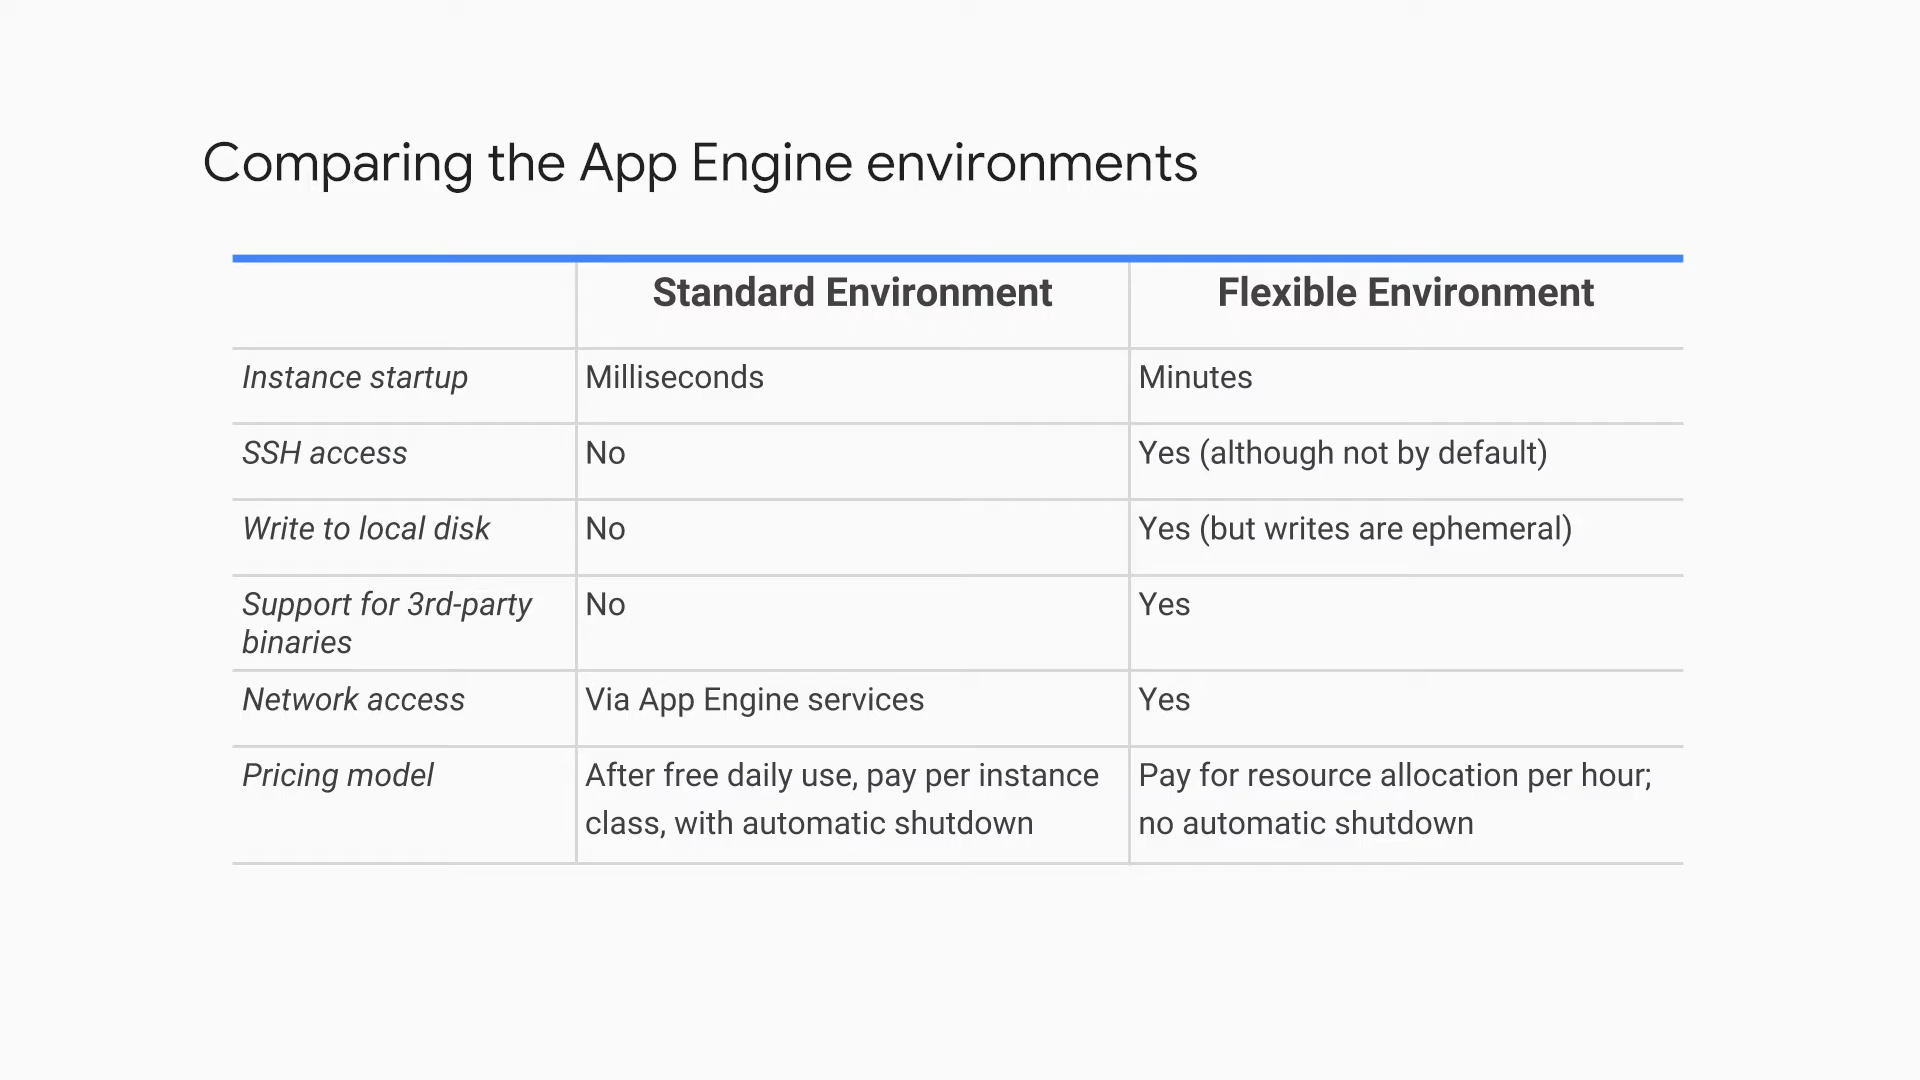 Comparing the App Engine environments
Standard Environment Flexible Environment
Instance startup Milliseconds Minutes
SSH access No Yes (although not by default)
Write to local disk No Yes (but writes are ephemeral)
Support for 3rd-party No Yes
binaries
Network access Via App Engine services Yes
Pricing model After free daily use, pay per instance Pay for resource allocation per hour;
class, with automatic shutdown no automatic shutdown